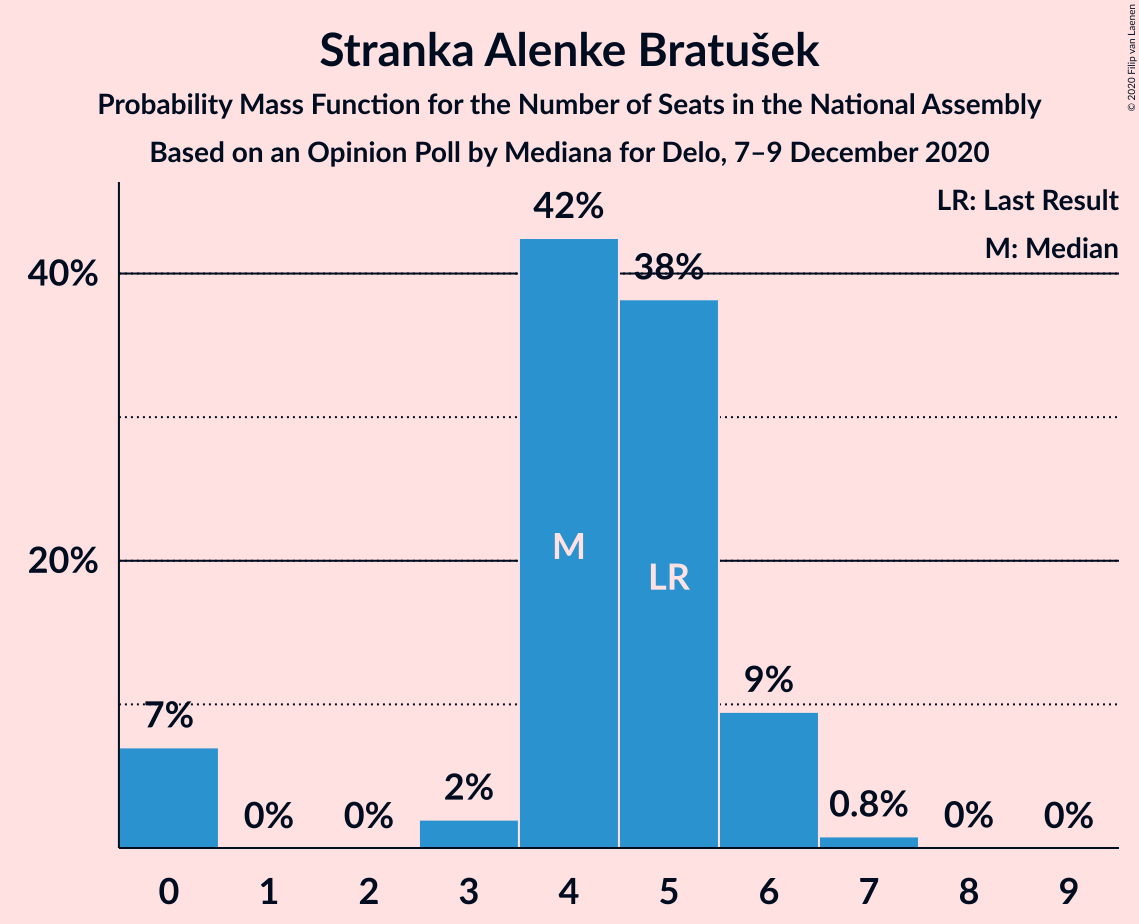 Stranka Alenke Bratušek
Probability Mass Function for the Number of Seats in the National Assembly
Based on an Opinion Poll by Mediana for Delo, 7–9 December 2020
© 2020 Filip van Laenen
LR: Last Result
M: Median
40%
20%
7%
0%
0%
2%
42%
38%
9%
0.8%
0%
0%
M
LR
0 1 2 3 4 5 6 7 8 9